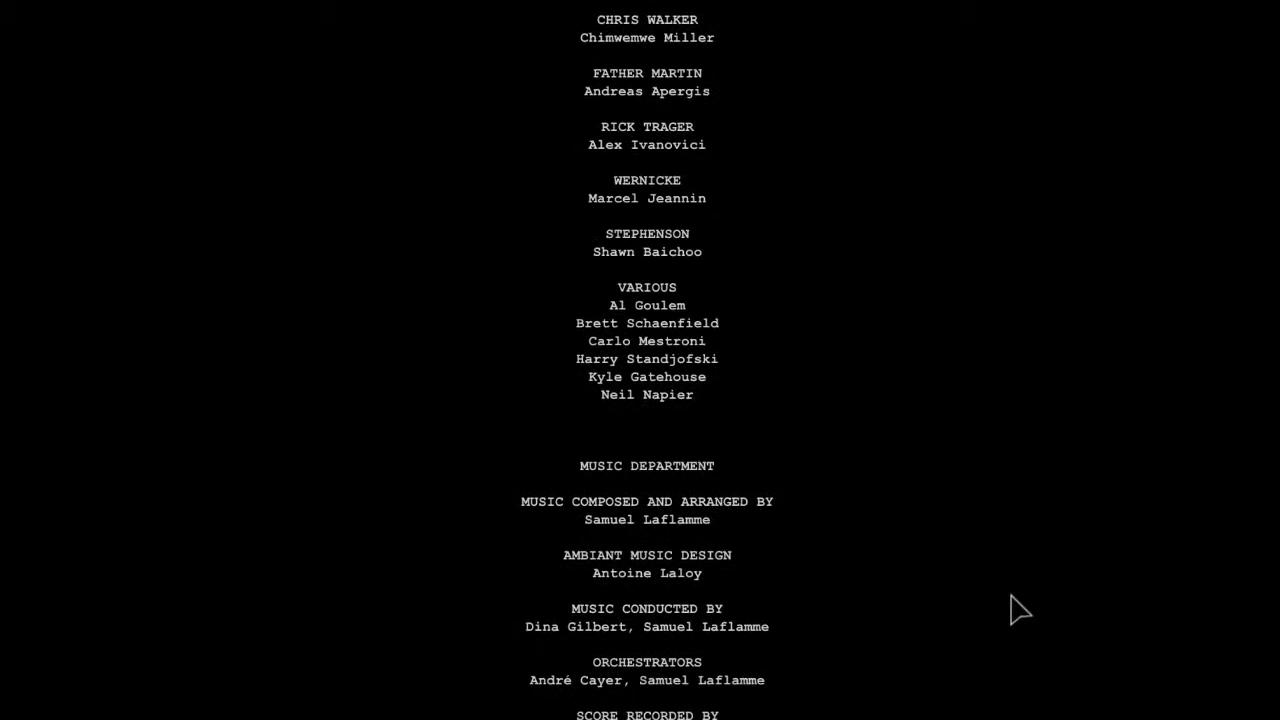 CHRIS WALKER
Chimwemwe Miller
FATHER MARTIN
Andreas Apergis
RICK TRAGER
Alex Ivanovici
WERNICKE
Marcel Jeannin
STEPHENSON
Shawn Baichoo
VARIOUS
Al Goulem
Brett Schaenfield
Carlo Mestroni
Harry Standjofski
Kyle Gatehouse
Neil Napier
MUSIC DEPARTMENT
MUSIC COMPOSED AND ARRANGED BY
Samuel Laflamme
AMBIANT MUSIC DESIGN
Antoine Laloy
MUSIC CONDUCTED BY
Dina Gilbert, Samuel Laflamme
ORCHESTRATORS
André Cayer, Samuel Laflamme
SCORE RECORDED BY